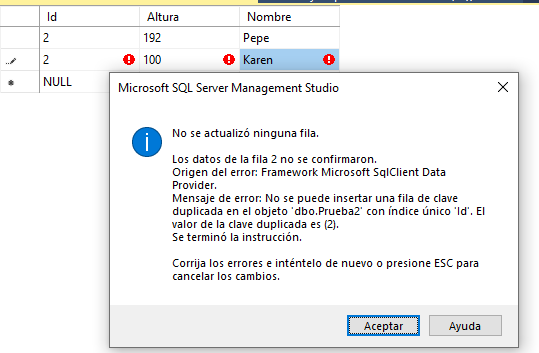 Id Altura Nombre
2 192 Pepe
2 100 Karen
NULL
Microsoft SQL Server Management Studio
No se actualizó ninguna fila.
Los datos de la fila 2 no se confirmaron.
Origen del error: Framework Microsoft SqlClient Data
Provider.
Mensaje de error: No se puede insertar una fila de clave
duplicada en el objeto 'dbo.Prueba2' con índice único 'Id'. El
valor de la clave duplicada es (2).
Se terminó la instrucción.
Corrija los errores e inténtelo de nuevo o presione ESC para
cancelar los cambios.
Aceptar Ayuda